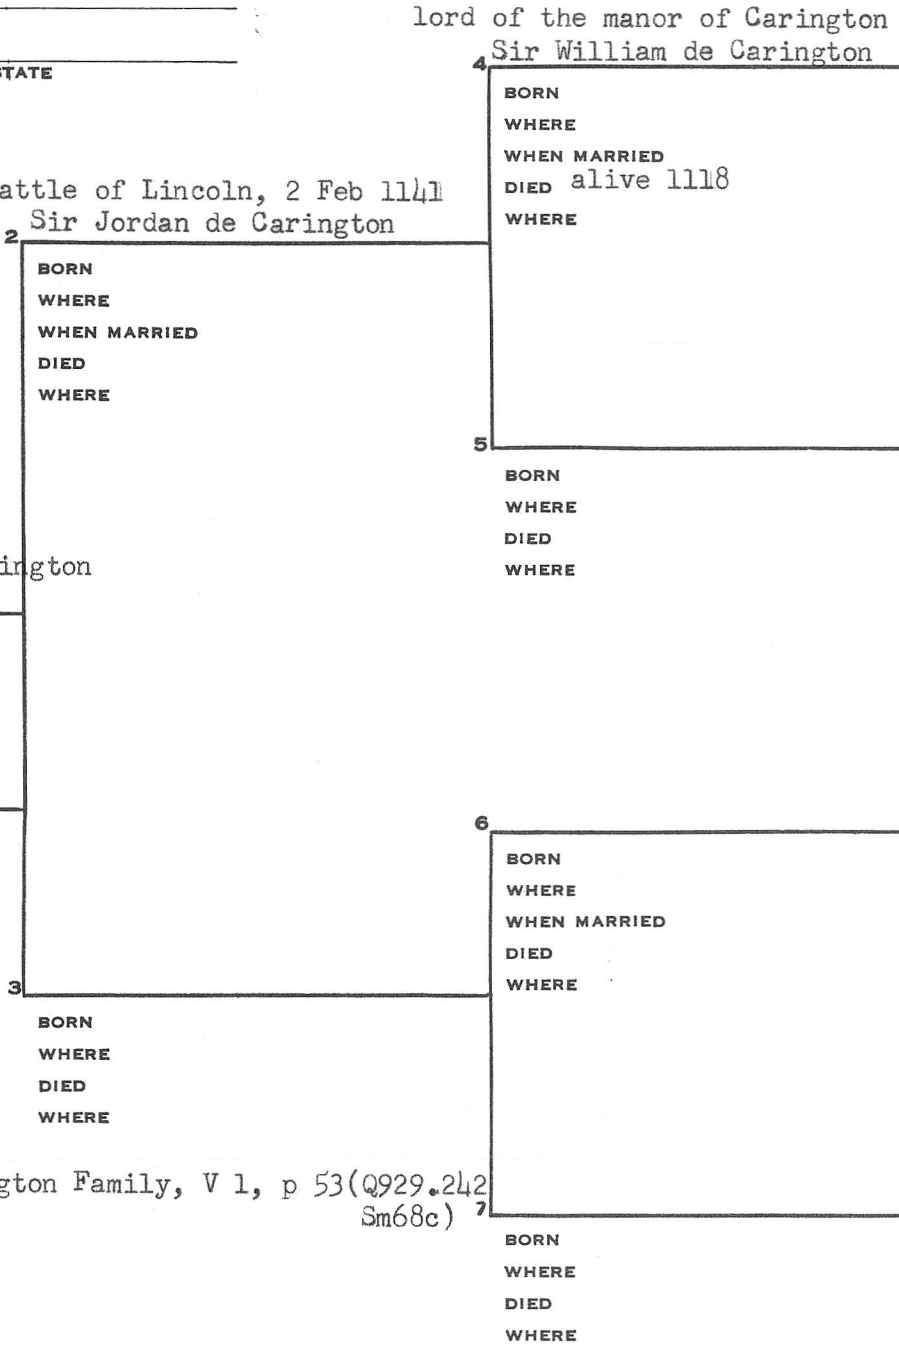 lord of the manor of Carington
Sir William de Carington
STATE
4
BORN
WHERE
WHEN MARRIED
DIED alive 1118
WHERE
attle of Lincoln, 2 Feb 1141
Sir Jordan de Carington
2
BORN
WHERE
WHEN MARRIED
DIED
WHERE
5
BORN
WHERE
DIED
WHERE
ington
6
BORN
WHERE
WHEN MARRIED
DIED
WHERE
3
BORN
WHERE
DIED
WHERE
gton Family, V 1, p 53(Q929.242
Sm68c)
7
BORN
WHERE
DIED
WHERE